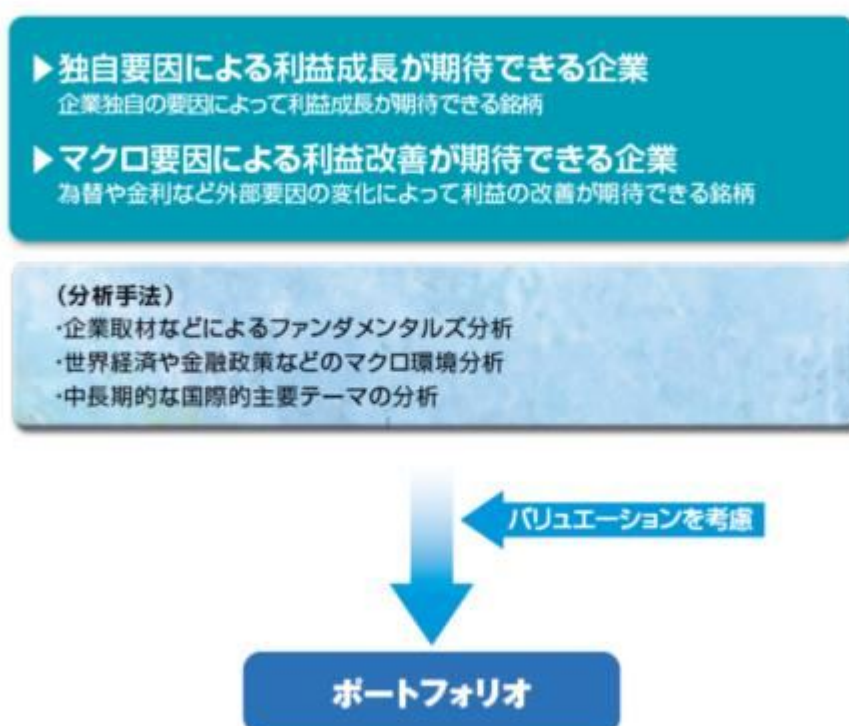 ▶独自要因による利益成長が期待できる企業
企業独自の要因によって利益成長が期待できる銘柄
▶マクロ要因による利益改善が期待できる企業
為替や金利など外部要因の変化によって利益の改善が期待できる銘柄
（分析手法）
・企業取材などによるファンダメンタルズ分析
・世界経済や金融政策などのマクロ環境分析
・中長期的な国際的主要テーマの分析
バリュエーションを考慮
ポートフォリオ